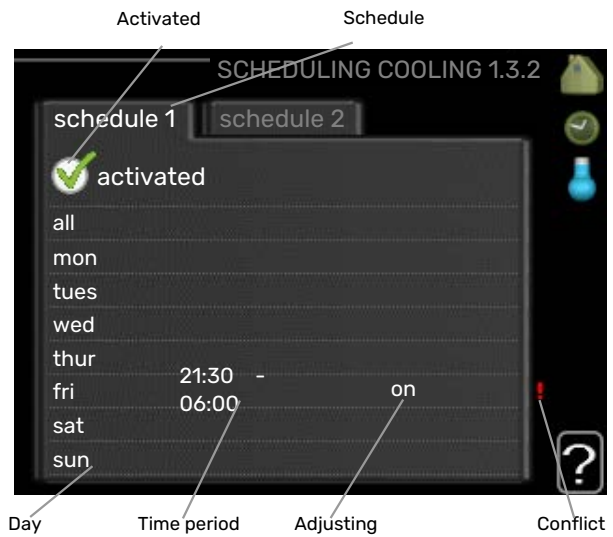 Activated Schedule
SCHEDULING COOLING 1.3.2
schedule 1 schedule 2
activated
all
mon
tues
wed
thur
fri 21:30 - on !
06:00
sat
sun
?
Day Time period Adjusting Conflict